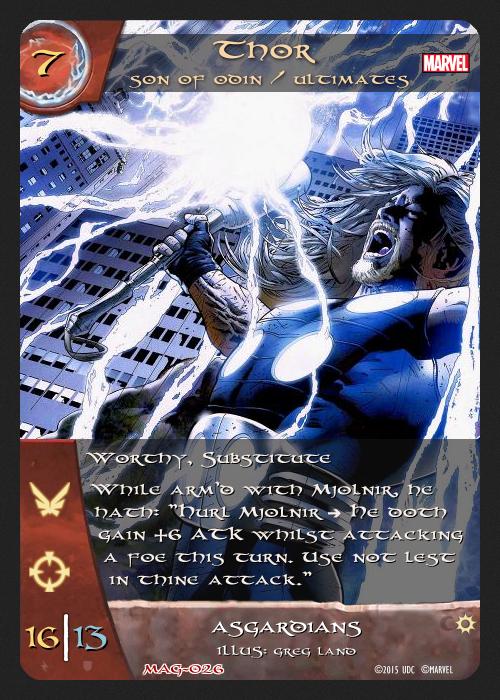 7
Thor
Son of Odin / Ultimates
MARVEL
Worthy, Substitute
While arm'd with Mjolnir, he
hath: "Hurl Mjolnir → He doth
gain +6 ATK whilst attacking
a foe this turn. Use not lest
in thine attack."
16|13
Asgardians
Illus: Greg Land
MAG-026
©2015 UDC ©MARVEL